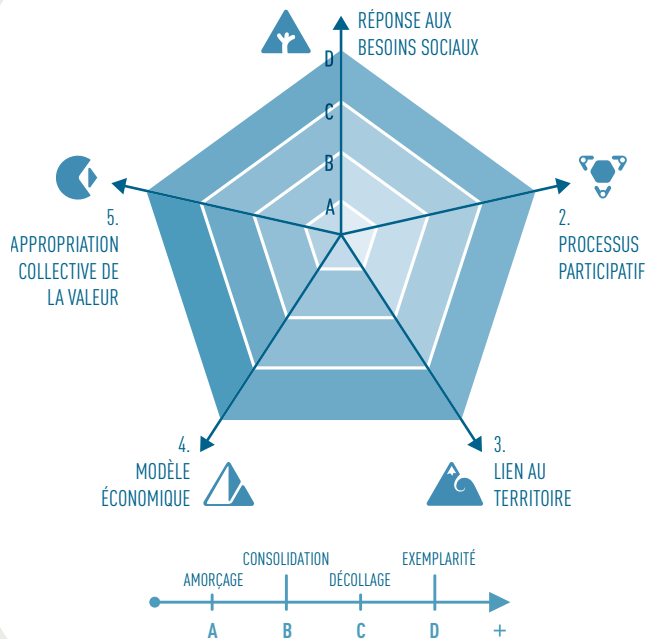 RÉPONSE AUX
BESOINS SOCIAUX
D
C
B
A
2.
PROCESSUS
PARTICIPATIF
3.
LIEN AU
TERRITOIRE
4.
MODÈLE
ÉCONOMIQUE
5.
APPROPRIATION
COLLECTIVE DE
LA VALEUR
CONSOLIDATION EXEMPLARITÉ
AMORÇAGE DÉCOLLAGE
A B C D +